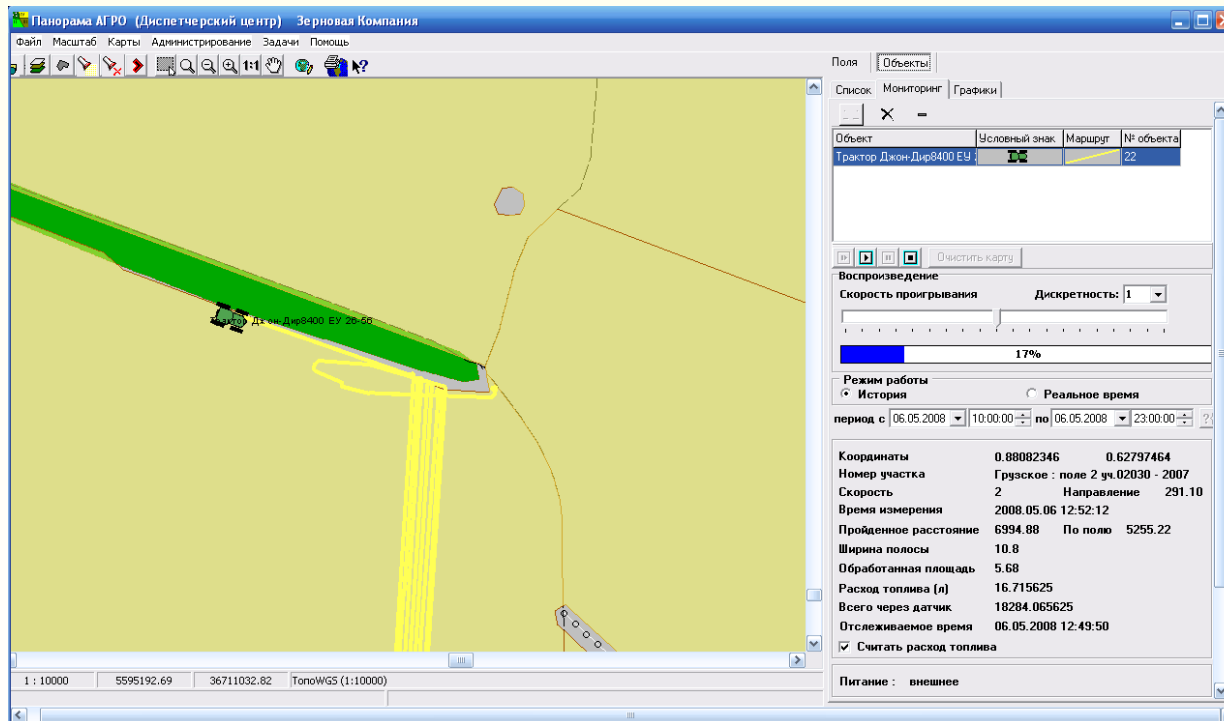 Панорама АГРО (Диспетчерский центр) Зерновая Компания
Файл Масштаб Карты Администрирование Задачи Помощь
1:1
Поля Объекты
Список Мониторинг Графики
Объект Условный знак Маршрут № объекта
Трактор Джон-Дир8400 ЕУ 22
Очистить карту
Воспроизведение
Скорость проигрывания Дискретность: 1
17%
Режим работы
История Реальное время
период с 06.05.2008 10:00:00 по 06.05.2008 23:00:00
Координаты 0.88082346 0.62797464
Номер участка Грузское : поле 2 уч.02030 - 2007
Скорость 2 Направление 291.10
Время измерения 2008.05.06 12:52:12
Пройденное расстояние 6994.88 По полю 5255.22
Ширина полосы 10.8
Обработанная площадь 5.68
Расход топлива (л) 16.715625
Всего через датчик 18284.065625
Отслеживаемое время 06.05.2008 12:49:50
Считать расход топлива
Питание : внешнее
Трактор Джон-Дир8400 ЕУ 26-56
1 : 10000 5595192.69 36711032.82 ТопоWGS (1:10000)